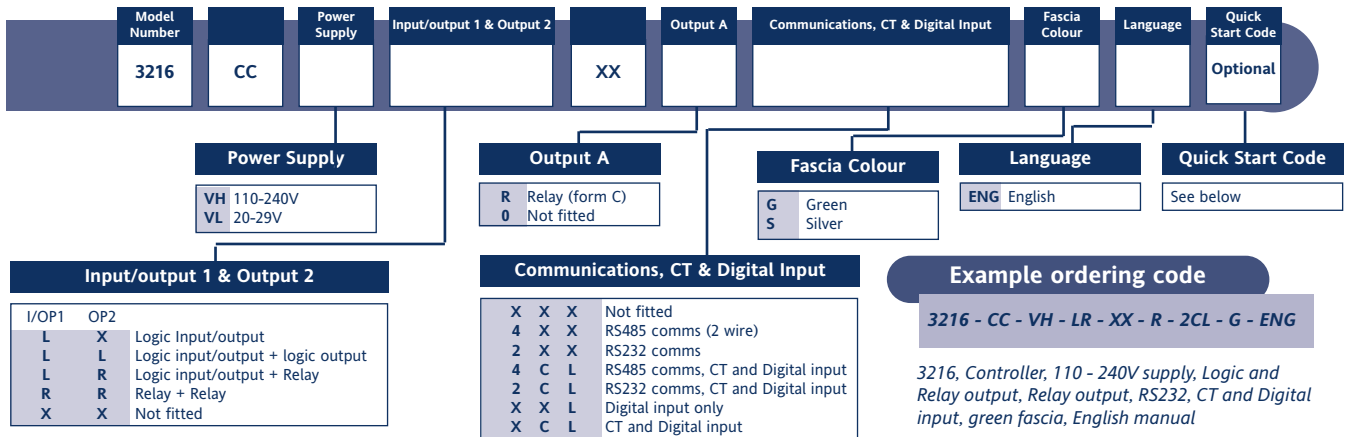 Model Number
Power Supply
Input/output 1 & Output 2
Output A
Communications, CT & Digital Input
Fascia Colour
Language
Quick Start Code
3216
CC
XX
Optional
Power Supply
VH 110-240V
VL 20-29V
Output A
R Relay (form C)
0 Not fitted
Fascia Colour
G Green
S Silver
Language
ENG English
Quick Start Code
See below
Input/output 1 & Output 2
I/OP1 OP2
L X Logic Input/output
L L Logic input/output + logic output
L R Logic input/output + Relay
R R Relay + Relay
X X Not fitted
Communications, CT & Digital Input
X X X Not fitted
4 X X RS485 comms (2 wire)
2 X X RS232 comms
4 C L RS485 comms, CT and Digital input
2 C L RS232 comms, CT and Digital input
X X L Digital input only
X C L CT and Digital input
Example ordering code
3216 - CC - VH - LR - XX - R - 2CL - G - ENG
3216, Controller, 110 - 240V supply, Logic and
Relay output, Relay output, RS232, CT and Digital
input, green fascia, English manual